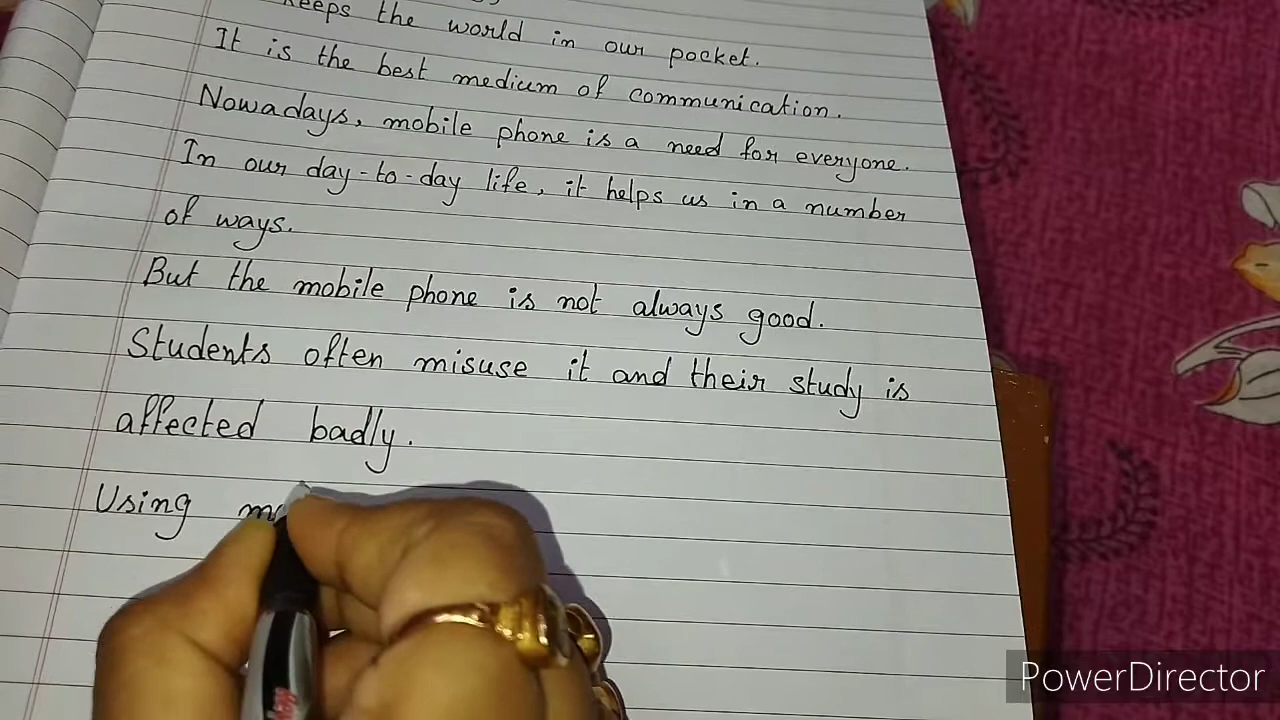 keeps the world in our pocket.
It is the best medium of communication.
Nowadays, mobile phone is a need for everyone.
In our day-to-day life, it helps us in a number
of ways.
But the mobile phone is not always good.
Students often misuse it and their study is
affected badly.
Using
PowerDirector